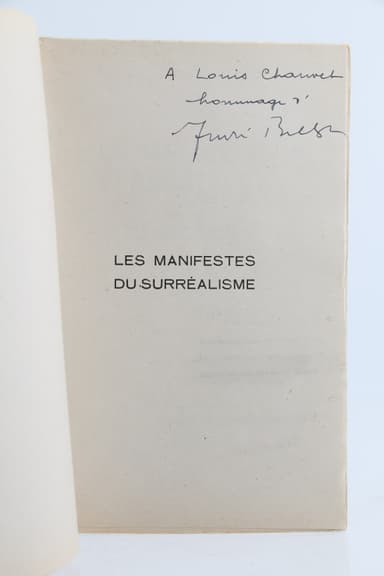 A Louis Chauvet
hommage d'
André Breton
LES MANIFESTES
DU SURRÉALISME